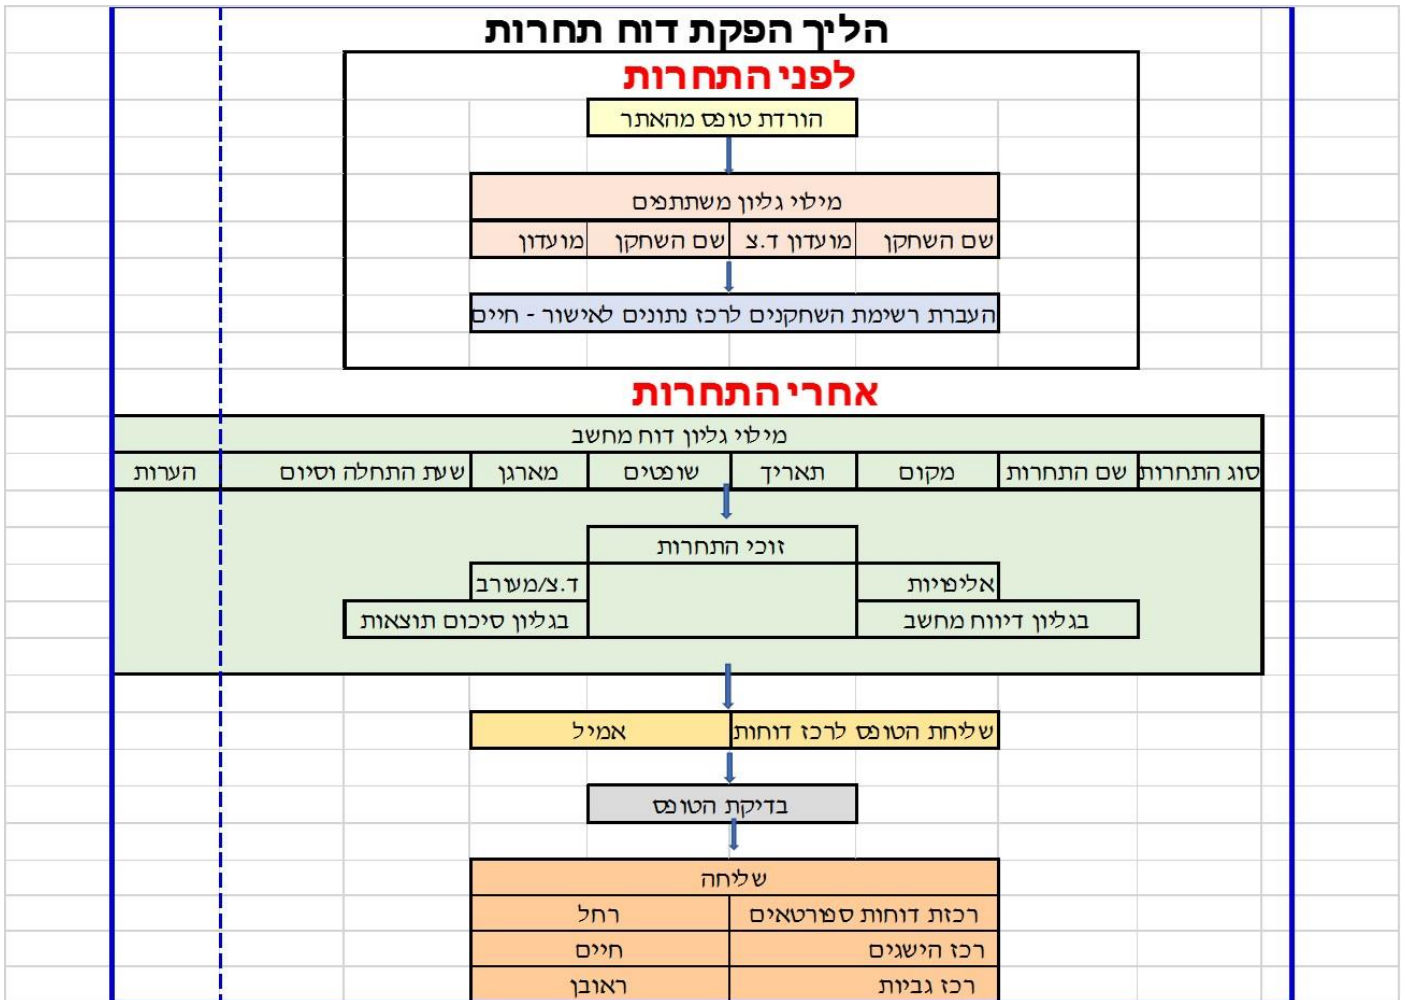 הליך הפקת דוח תחרות
לפני התחרות
הורדת טופס מהאתר
מילוי גליון משתתפים
שם השחקן מועדון ד.צ שם השחקן מועדון
העברת רשימת השחקנים לרכז נתונים לאישור - חיים
אחרי התחרות
מילוי גליון דוח מחשב
סוג התחרות שם התחרות מקום תאריך שופטים מארגן שעת התחלה וסיום הערות
זוכי התחרות
אליפויות ד.צ/מעורב
בגליון דיווח מחשב בגליון סיכום תוצאות
שליחת הטופס לרכז דוחות אמיל
בדיקת הטופס
שליחה
רכזת דוחות ספורטאים רחל
רכז הישגים חיים
רכז גביות ראובן